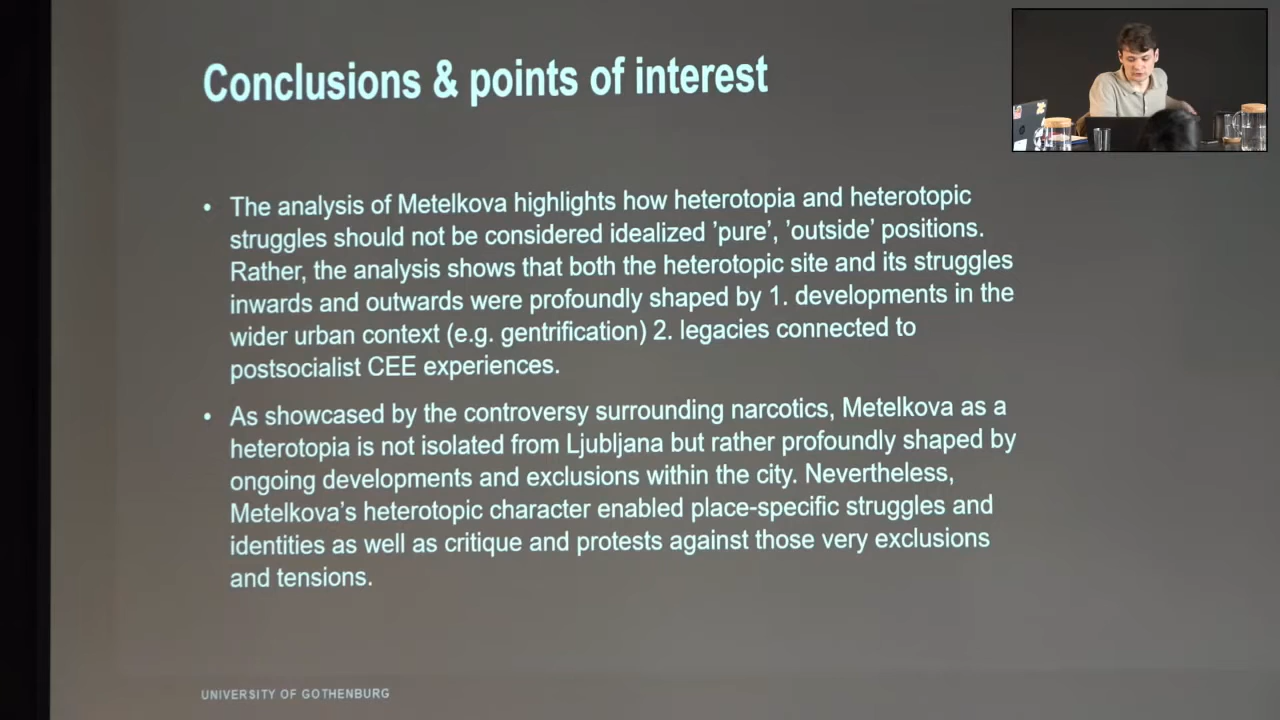 Conclusions & points of interest
• The analysis of Metelkova highlights how heterotopia and heterotopic
struggles should not be considered idealized ’pure’, ’outside’ positions.
Rather, the analysis shows that both the heterotopic site and its struggles
inwards and outwards were profoundly shaped by 1. developments in the
wider urban context (e.g. gentrification) 2. legacies connected to
postsocialist CEE experiences.
• As showcased by the controversy surrounding narcotics, Metelkova as a
heterotopia is not isolated from Ljubljana but rather profoundly shaped by
ongoing developments and exclusions within the city. Nevertheless,
Metelkova’s heterotopic character enabled place-specific struggles and
identities as well as critique and protests against those very exclusions
and tensions.
UNIVERSITY OF GOTHENBURG